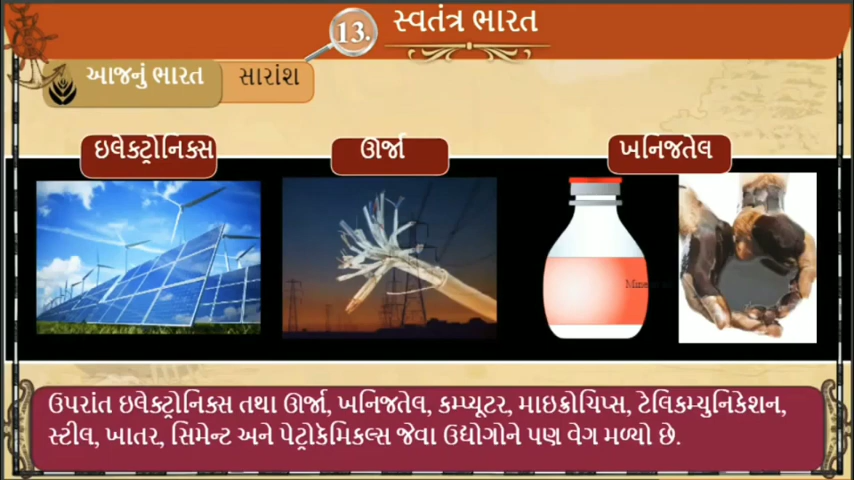 13. સ્વતંત્ર ભારત
આજનું ભારત સારાંશ
ઇલેક્ટ્રોનિક્સ ઊર્જા ખનિજતેલ
ઉપરાંત ઇલેક્ટ્રોનિક્સ તથા ઊર્જા, ખનિજતેલ, કમ્પ્યૂટર, માઇક્રોચિપ્સ, ટેલિકમ્યુનિકેશન,
સ્ટીલ, ખાતર, સિમેન્ટ અને પેટ્રોકેમિકલ્સ જેવા ઉદ્યોગોને પણ વેગ મળ્યો છે.